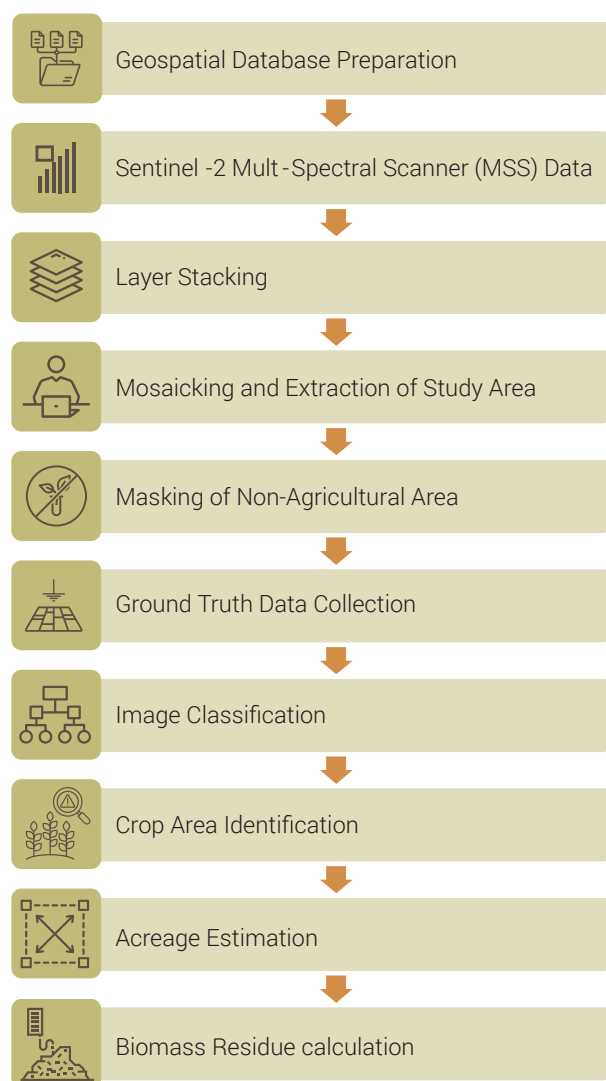 Geospatial Database Preparation
Sentinel -2 Mult-Spectral Scanner (MSS) Data
Layer Stacking
Mosaicking and Extraction of Study Area
Masking of Non-Agricultural Area
Ground Truth Data Collection
Image Classification
Crop Area Identification
Acreage Estimation
Biomass Residue calculation